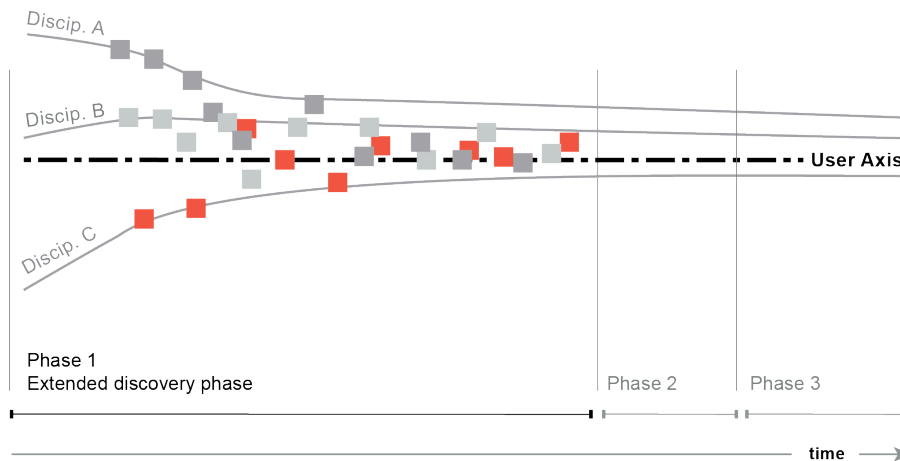 Discip. A
Discip. B
User Axis
Discip. C
Phase 1
Extended discovery phase
Phase 2
Phase 3
time